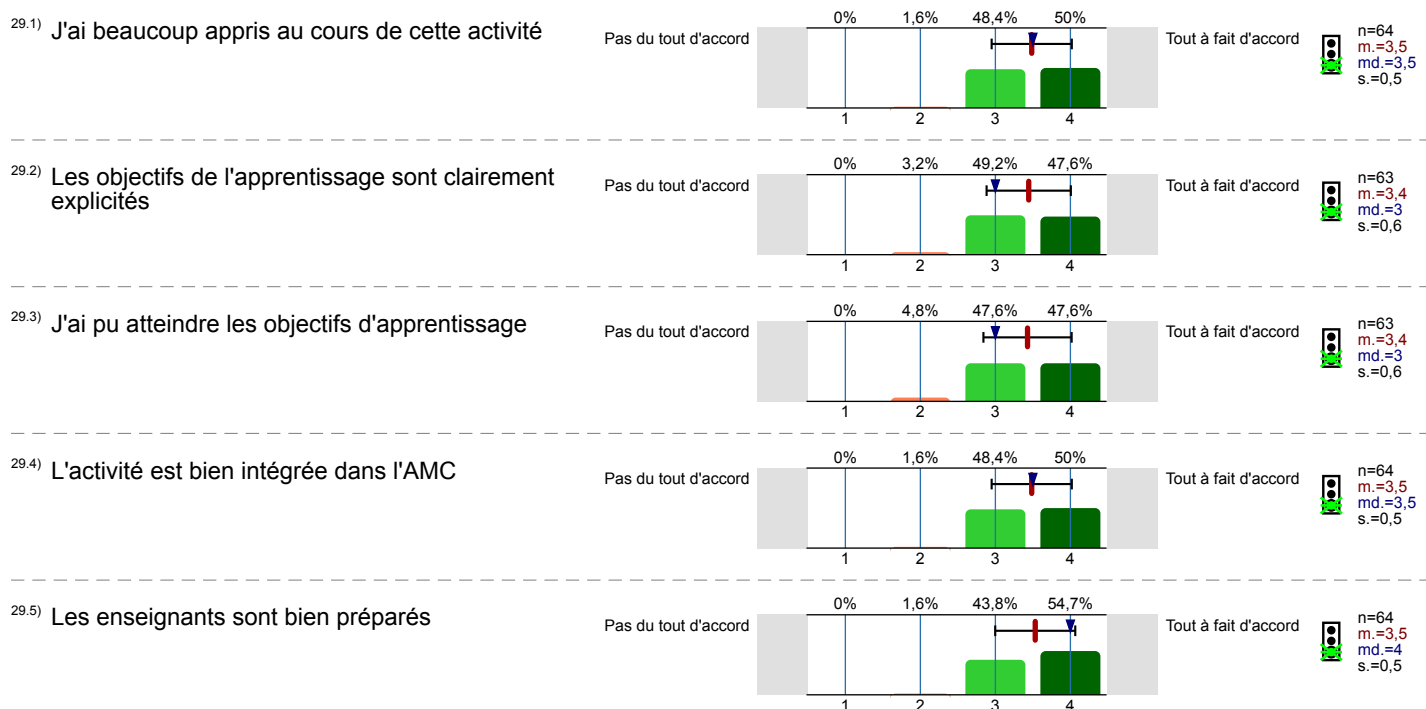 29.1) J'ai beaucoup appris au cours de cette activité
Pas du tout d'accord
0% 1,6% 48,4% 50%
1 2 3 4
Tout à fait d'accord
n=64
m.=3,5
md.=3,5
s.=0,5
29.2) Les objectifs de l'apprentissage sont clairement
explicités
Pas du tout d'accord
0% 3,2% 49,2% 47,6%
1 2 3 4
Tout à fait d'accord
n=63
m.=3,4
md.=3
s.=0,6
29.3) J'ai pu atteindre les objectifs d'apprentissage
Pas du tout d'accord
0% 4,8% 47,6% 47,6%
1 2 3 4
Tout à fait d'accord
n=63
m.=3,4
md.=3
s.=0,6
29.4) L'activité est bien intégrée dans l'AMC
Pas du tout d'accord
0% 1,6% 48,4% 50%
1 2 3 4
Tout à fait d'accord
n=64
m.=3,5
md.=3,5
s.=0,5
29.5) Les enseignants sont bien préparés
Pas du tout d'accord
0% 1,6% 43,8% 54,7%
1 2 3 4
Tout à fait d'accord
n=64
m.=3,5
md.=4
s.=0,5